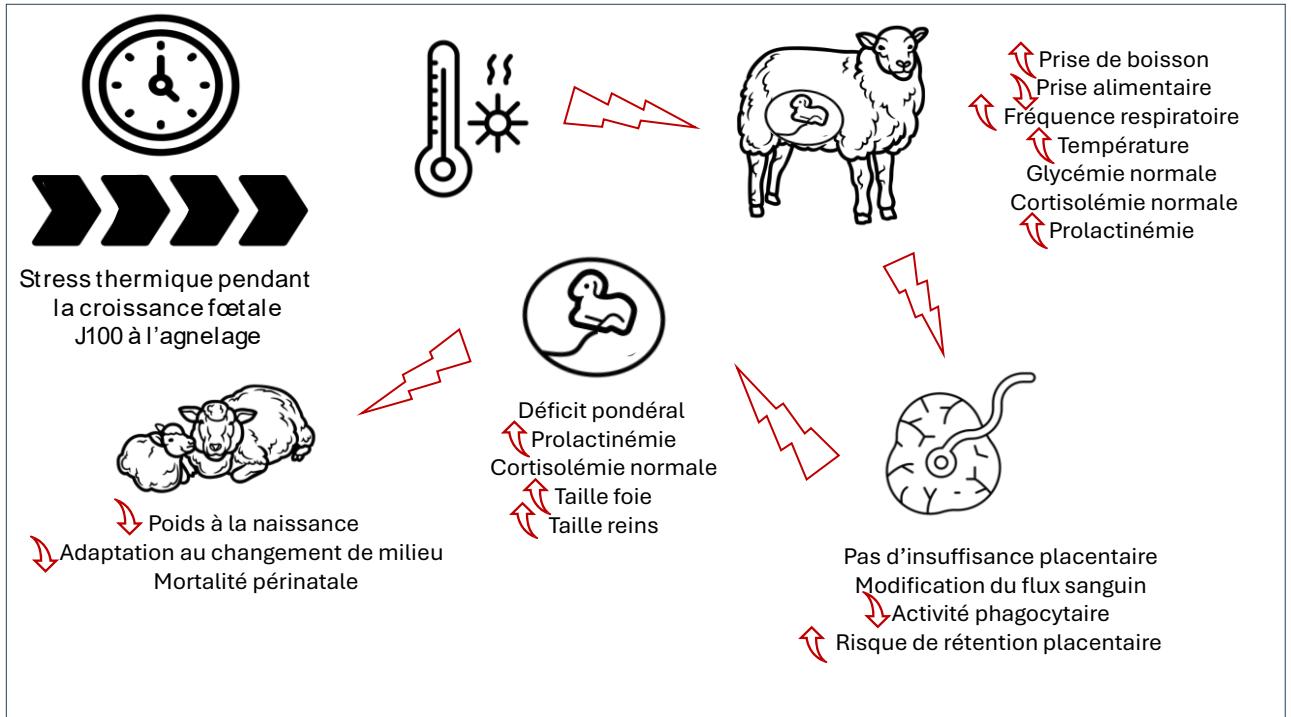 Prise de boisson
Prise alimentaire
Fréquence respiratoire
Température
Glycémie normale
Cortisolémie normale
Prolactinémie
Stress thermique pendant
la croissance fœtale
J100 à l'agnelage
Déficit pondéral
Prolactinémie
Cortisolémie normale
Taille foie
Taille reins
Poids à la naissance
Adaptation au changement de milieu
Mortalité périnatale
Pas d'insuffisance placentaire
Modification du flux sanguin
Activité phagocytaire
Risque de rétention placentaire